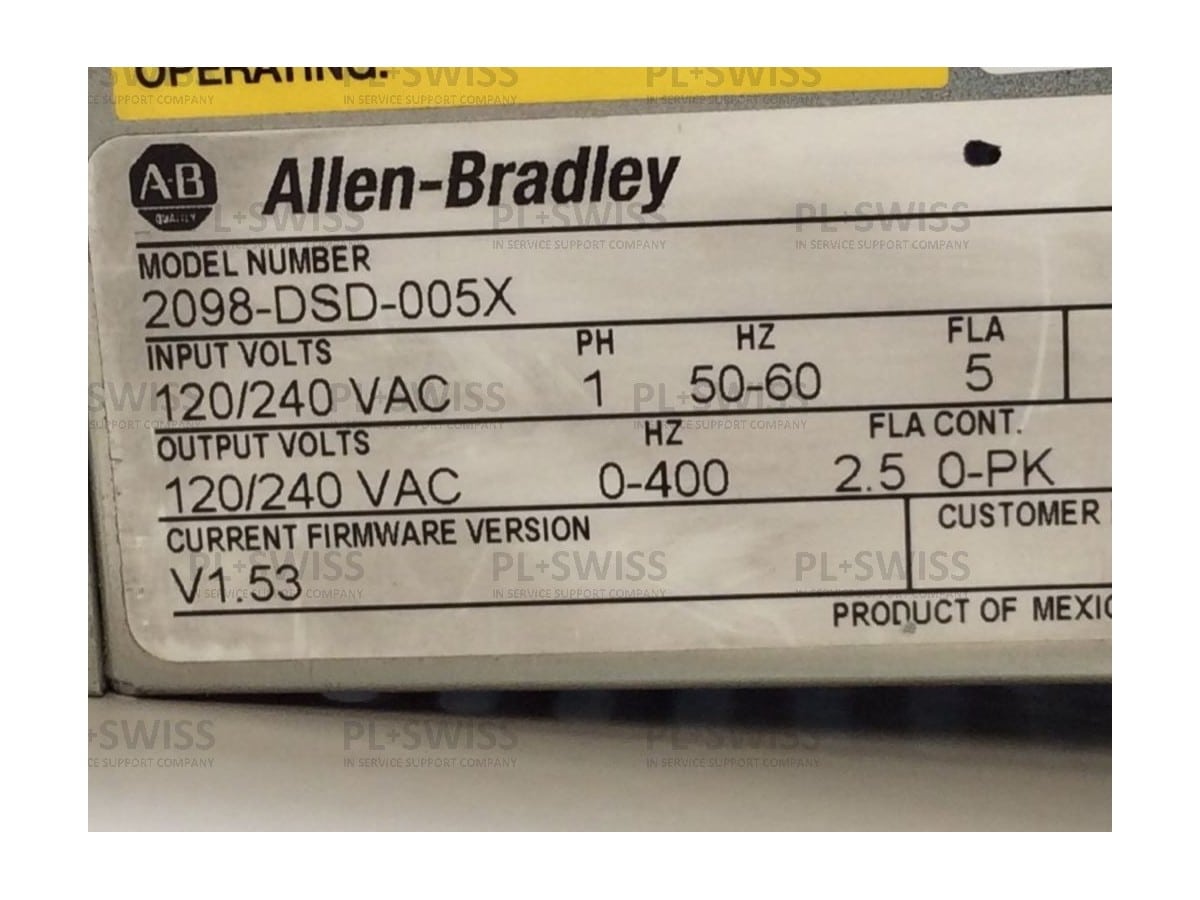 OPERATING.
A·B
QUALITY
Allen-Bradley
MODEL NUMBER
2098-DSD-005X
INPUT VOLTS PH HZ FLA
120/240 VAC 1 50-60 5
OUTPUT VOLTS HZ FLA CONT.
120/240 VAC 0-400 2.5 0-PK
CURRENT FIRMWARE VERSION CUSTOMER
V1.53
PRODUCT OF MEXIC
PL+SWISS
IN SERVICE SUPPORT COMPANY